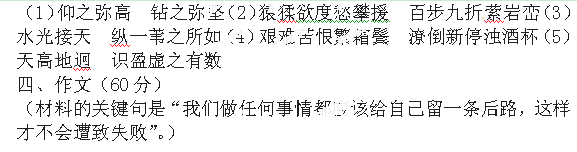 (1)仰之弥高  钻之弥坚(2)猿猱欲度愁攀援  百步九折萦岩峦(3)
水光接天  纵一苇之所如(4)艰难苦恨繁霜鬓  潦倒新停浊酒杯(5)
天高地迥  识盈虚之有数
四、作文(60分)
(材料的关键句是“我们做任何事情都应该给自己留一条后路，这样
才不会遭致失败”。)